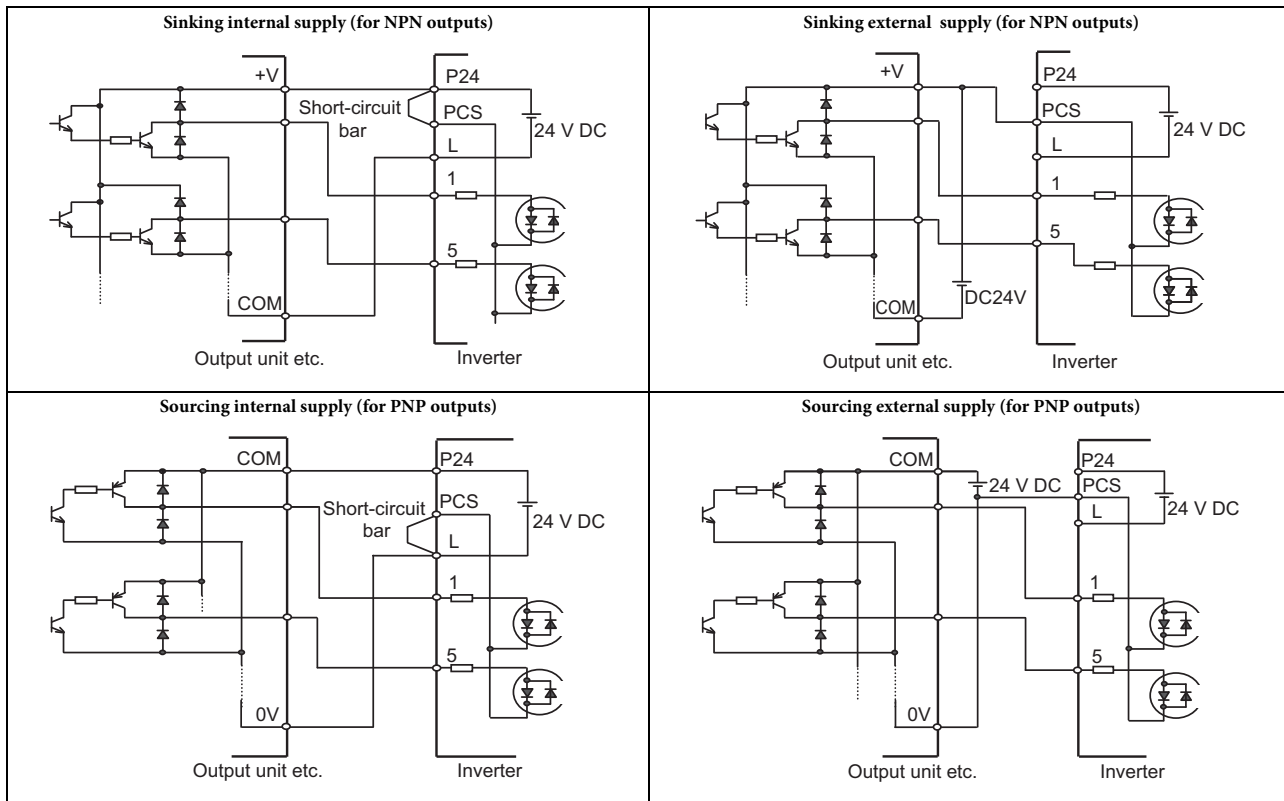 Sinking internal supply (for NPN outputs)
+V
P24
Short-circuit
bar
PCS
24 V DC
L
1
5
COM
Output unit etc.
Inverter
Sinking external supply (for NPN outputs)
+V
P24
PCS
24 V DC
L
1
5
DC24V
COM
Output unit etc.
Inverter
Sourcing internal supply (for PNP outputs)
COM
P24
PCS
Short-circuit
bar
24 V DC
L
1
5
0V
Output unit etc.
Inverter
Sourcing external supply (for PNP outputs)
COM
P24
24 V DC
PCS
24 V DC
L
1
5
0V
Output unit etc.
Inverter